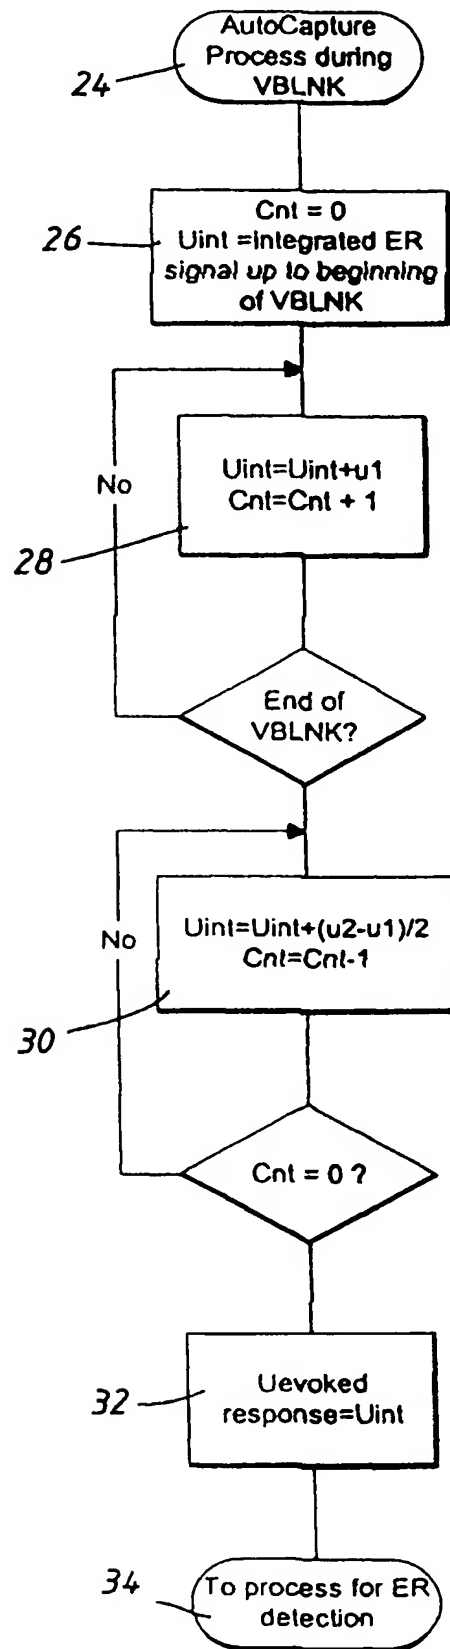 AutoCapture
Process during
VBLNK
24
Cnt = 0
Uint =integrated ER
signal up to beginning
of VBLNK
26
Uint=Uint+u1
Cnt=Cnt + 1
No
28
End of
VBLNK?
Uint=Uint+(u2-u1)/2
Cnt=Cnt-1
No
30
Cnt = 0 ?
Uevoked
response=Uint
32
To process for ER
detection
34